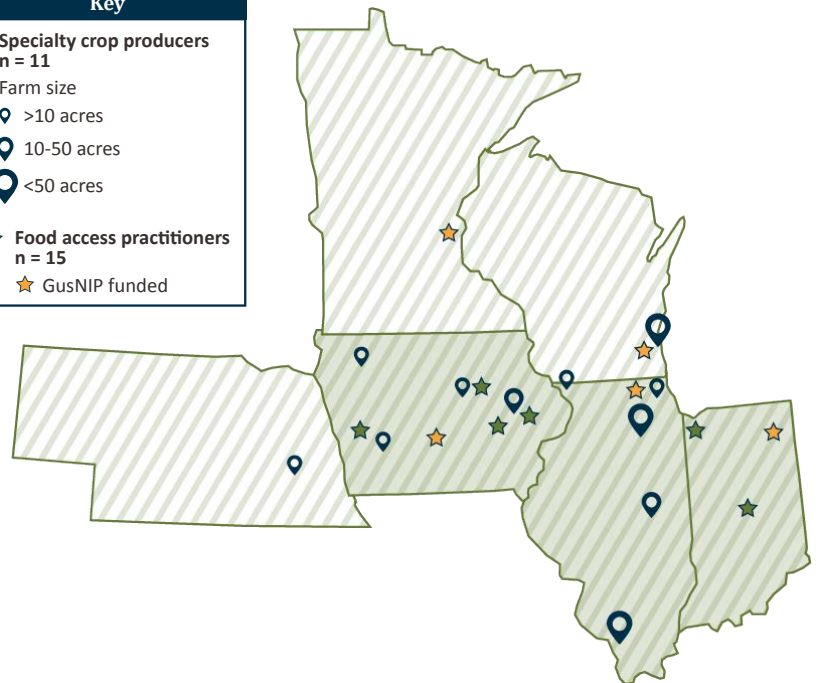 Key
Specialty crop producers
n = 11
Farm size
>10 acres
10-50 acres
<50 acres
Food access practitioners
n = 15
GusNIP funded